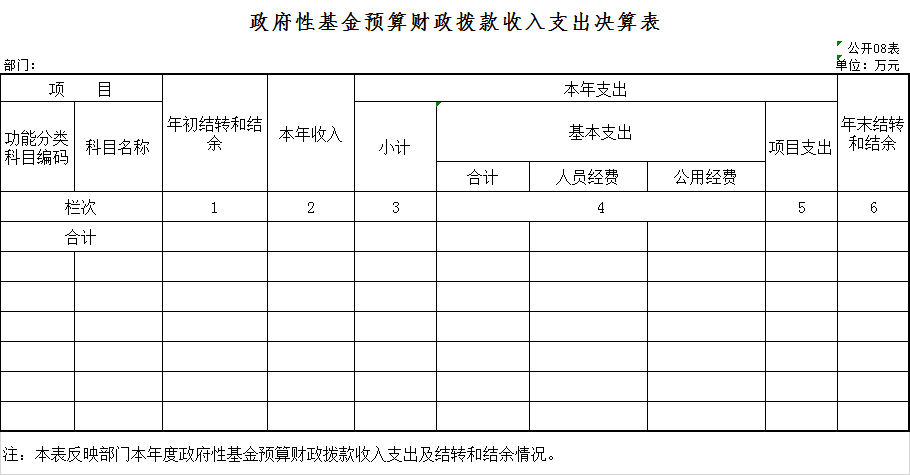 政府性基金预算财政拨款收入支出决算表
公开08表
部门：
单位：万元
项 目
年初结转和结余
本年收入
本年支出
年末结转和结余
功能分类科目编码
科目名称
小计
基本支出
项目支出
合计
人员经费
公用经费
栏次
1
2
3
4
5
6
合计
注：本表反映部门本年度政府性基金预算财政拨款收入支出及结转和结余情况。